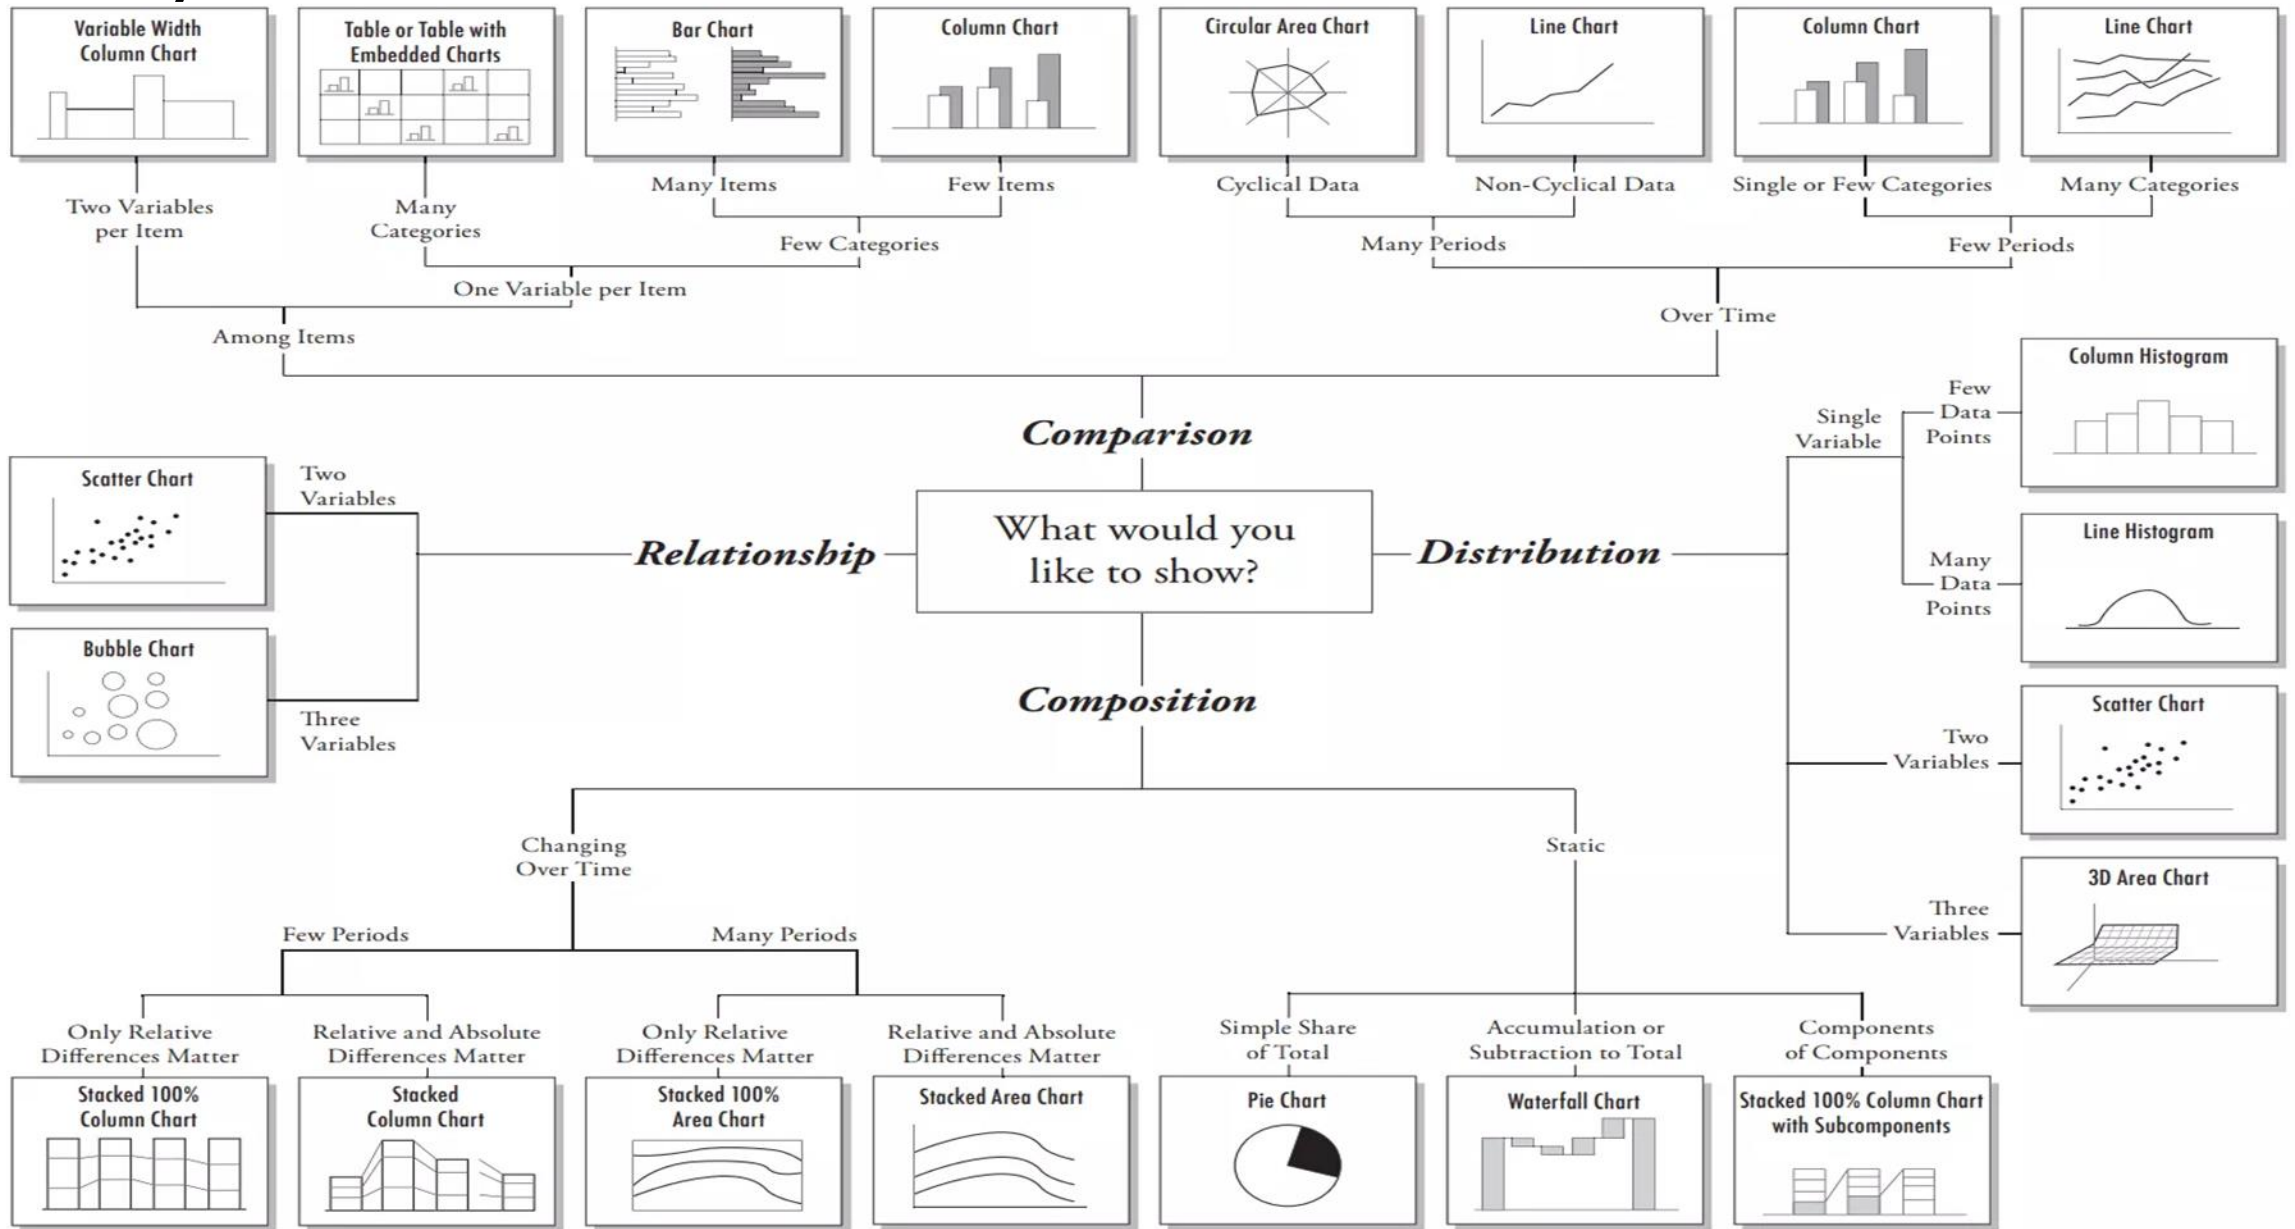 Variable Width
Column Chart
Table or Table with
Embedded Charts
Bar Chart
Column Chart
Circular Area Chart
Line Chart
Column Chart
Line Chart
Two Variables
per Item
Many
Categories
Many Items
Few Items
Cyclical Data
Non-Cyclical Data
Single or Few Categories
Many Categories
Few Categories
Many Periods
Few Periods
One Variable per Item
Among Items
Over Time
Comparison
What would you
like to show?
Relationship
Two
Variables
Scatter Chart
Three
Variables
Bubble Chart
Distribution
Single
Variable
Few
Data
Points
Column Histogram
Many
Data
Points
Line Histogram
Two
Variables
Scatter Chart
Three
Variables
3D Area Chart
Composition
Changing
Over Time
Static
Few Periods
Many Periods
Only Relative
Differences Matter
Relative and Absolute
Differences Matter
Only Relative
Differences Matter
Relative and Absolute
Differences Matter
Simple Share
of Total
Accumulation or
Subtraction to Total
Components
of Components
Stacked 100%
Column Chart
Stacked
Column Chart
Stacked 100%
Area Chart
Stacked Area Chart
Pie Chart
Waterfall Chart
Stacked 100% Column Chart
with Subcomponents